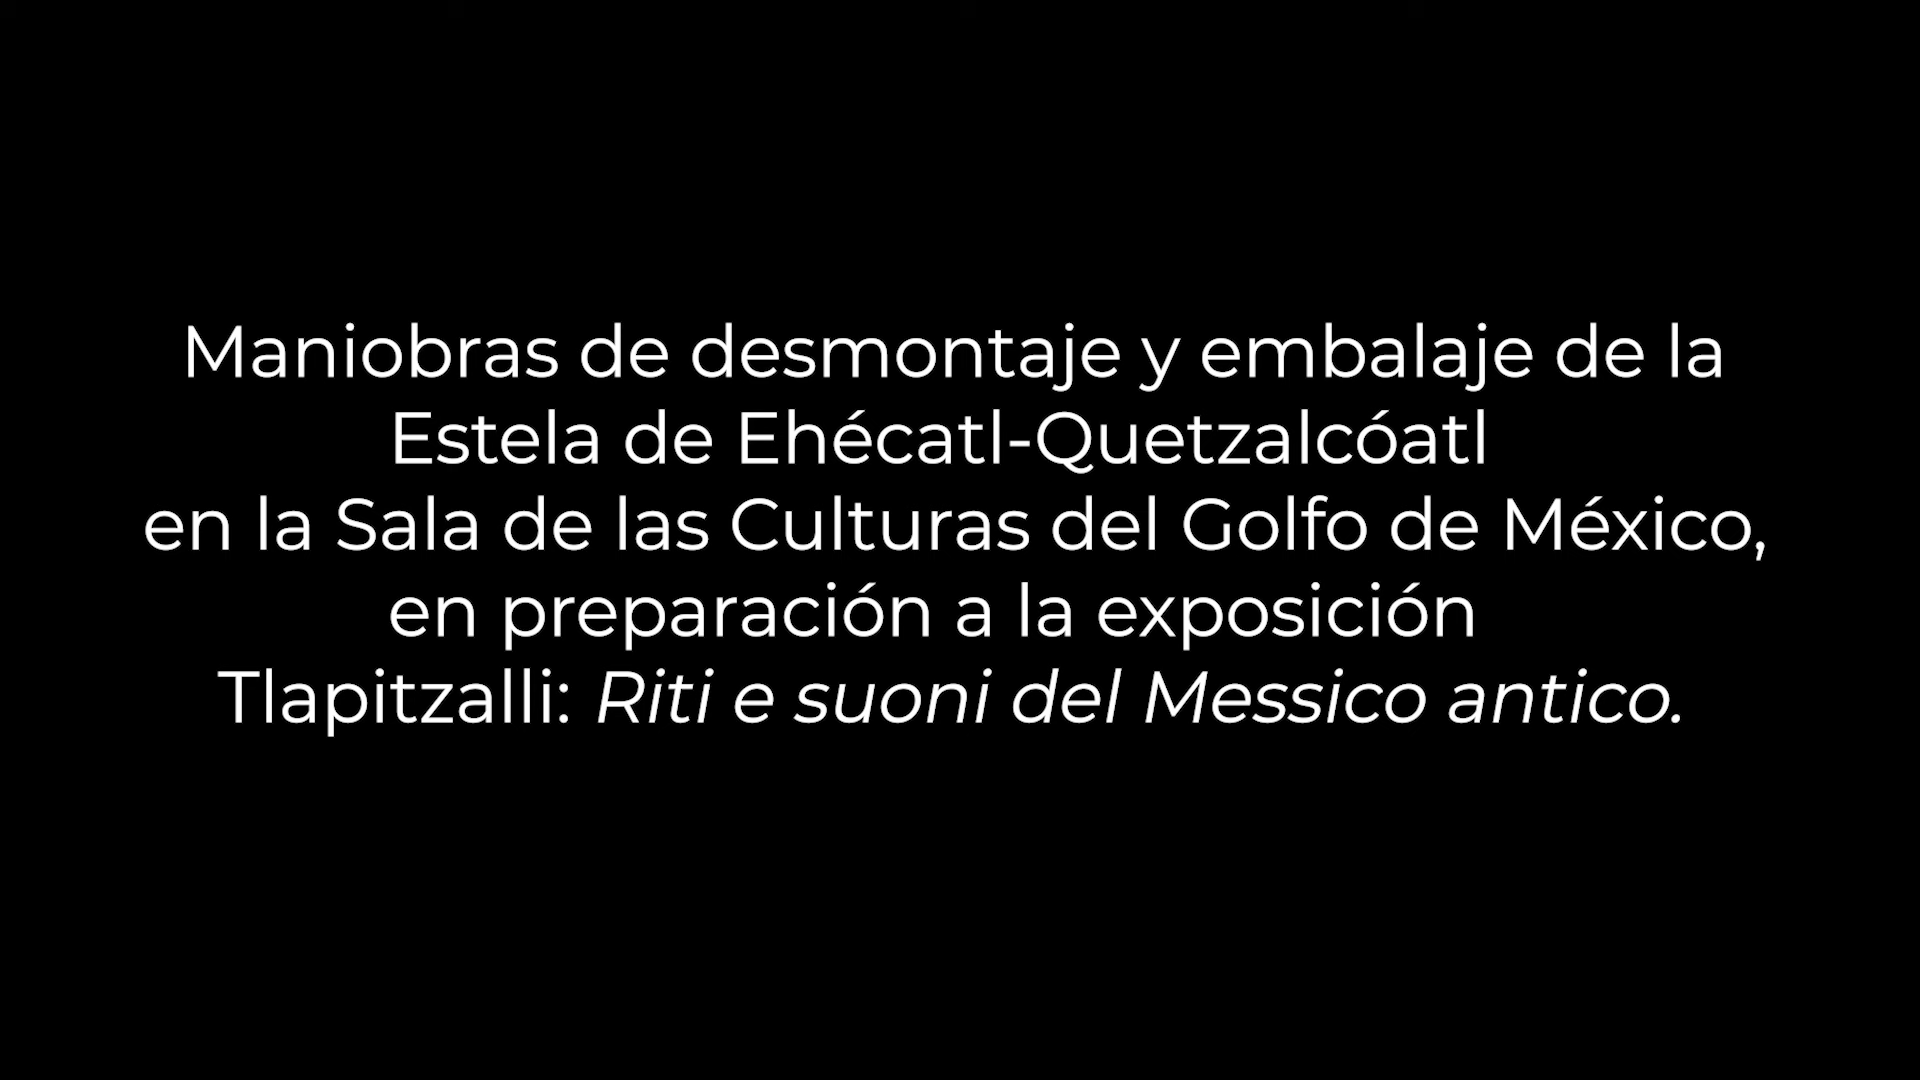 Maniobras de desmontaje y embalaje de la
Estela de Ehécatl-Quetzalcóatl
en la Sala de las Culturas del Golfo de México,
en preparación a la exposición
Tlapitzalli: Riti e suoni del Messico antico.